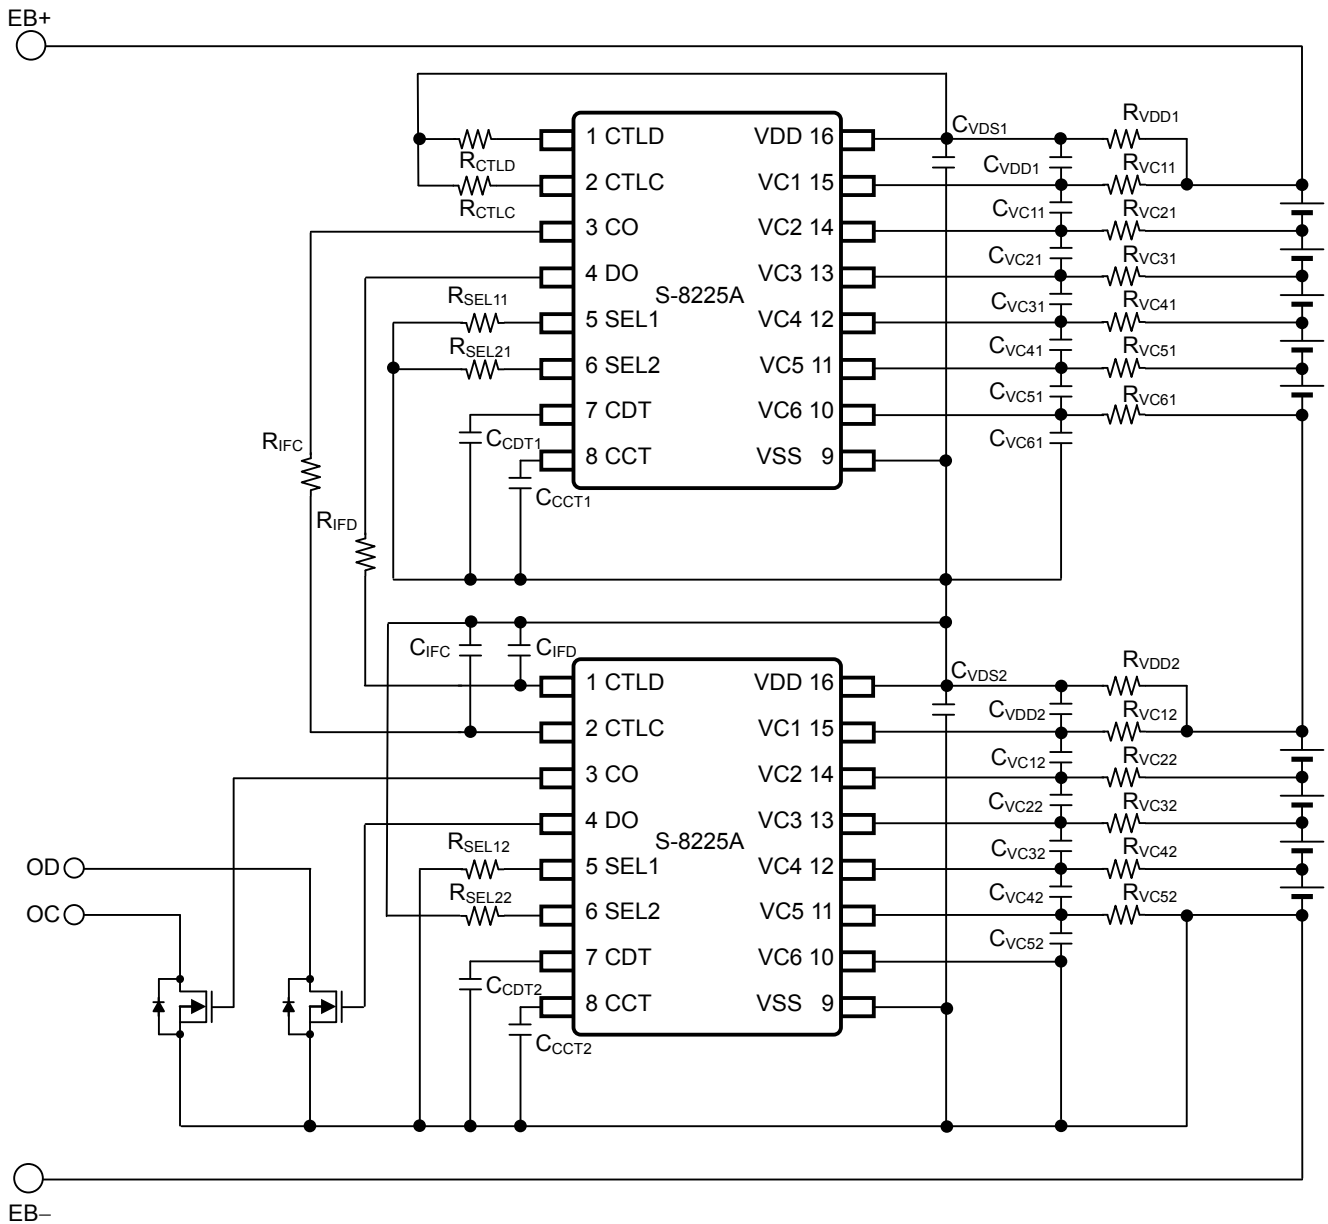 EB+
1 CTLD VDD 16
2 CTLC VC1 15
3 CO VC2 14
4 DO VC3 13
S-8225A
5 SEL1 VC4 12
6 SEL2 VC5 11
7 CDT VC6 10
8 CCT VSS 9
RCTLD
RCTLC
RSEL11
RSEL21
CCDT1
CCCT1
RIFC
RIFD
CVDS1
CVDD1
CVC11
CVC21
CVC31
CVC41
CVC51
CVC61
RVDD1
RVC11
RVC21
RVC31
RVC41
RVC51
RVC61
CIFC
CIFD
1 CTLD VDD 16
2 CTLC VC1 15
3 CO VC2 14
4 DO VC3 13
S-8225A
5 SEL1 VC4 12
6 SEL2 VC5 11
7 CDT VC6 10
8 CCT VSS 9
RSEL12
RSEL22
CCDT2
CCCT2
CVDS2
CVDD2
CVC12
CVC22
CVC32
CVC42
CVC52
RVDD2
RVC12
RVC22
RVC32
RVC42
RVC52
OD
OC
EB−